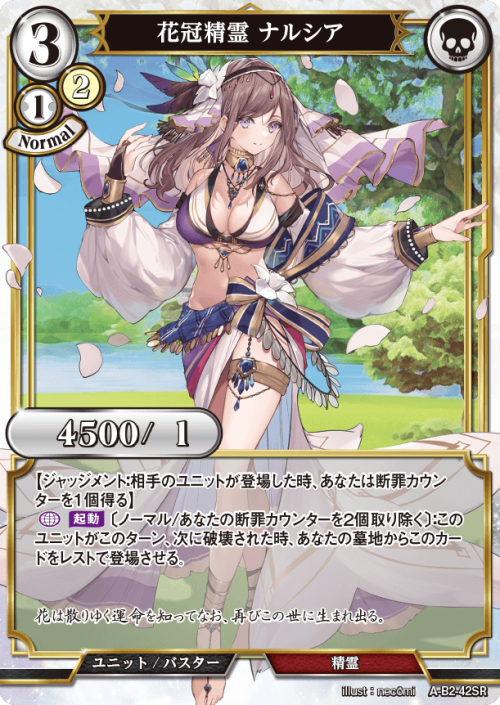 3
花冠精霊 ナルシア
1
2
Normal
4500/ 1
【ジャッジメント:相手のユニットが登場した時、あなたは断罪カウン
ターを1個得る】
起動 〔ノーマル/あなたの断罪カウンターを2個取り除く〕:この
ユニットがこのターン、次に破壊された時、あなたの墓地からこのカー
ドをレストで登場させる。
花は散りゆく運命を知ってなお、再びこの世に生まれ出る。
ユニット / バスター
精霊
illust : necömi
A-B2-42SR